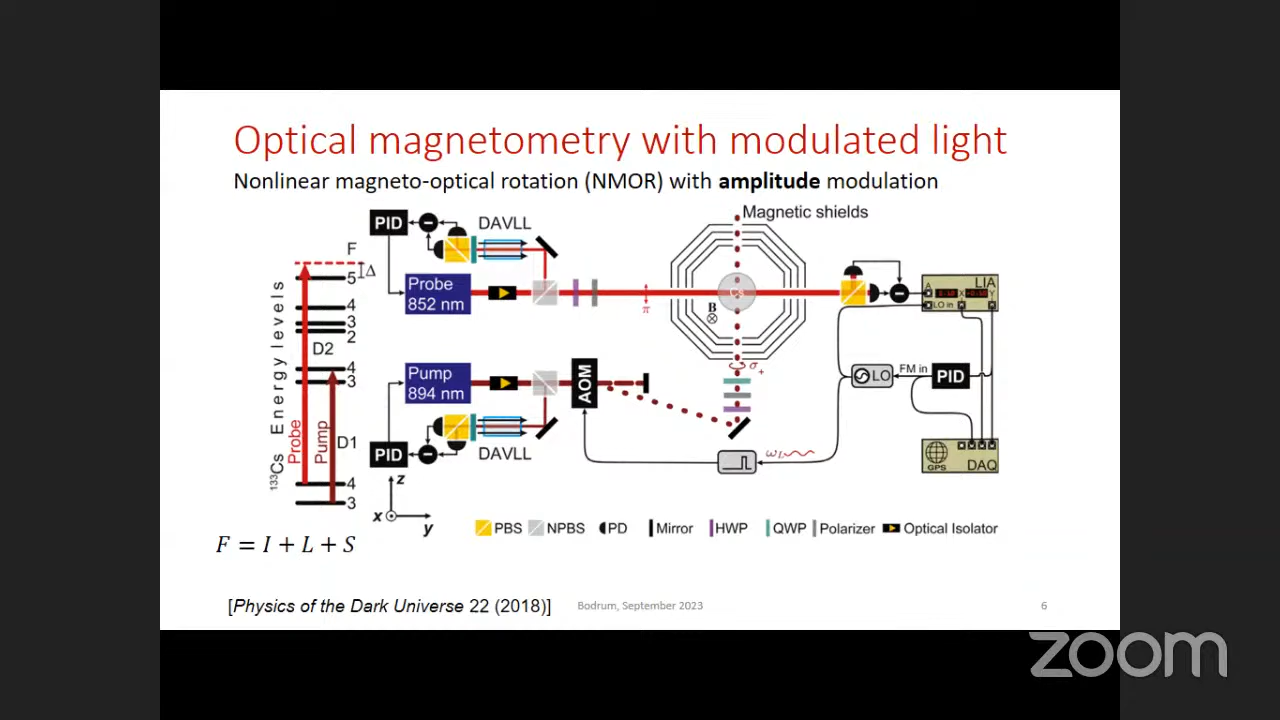 Optical magnetometry with modulated light
Nonlinear magneto-optical rotation (NMOR) with amplitude modulation
Magnetic shields
PID
DAVLL
F
Δ
5
4
3
2
Probe
852 nm
LIA
A
X
Y
LO in
π
B
D2
4
3
σ+
Pump
894 nm
AOM
LO
FM in
PID
133Cs Energy levels
Probe
Pump
D1
PID
DAVLL
ωL
GPS
DAQ
4
3
z
x
y
PBS NPBS PD Mirror HWP QWP Polarizer Optical Isolator
F = I + L + S
[Physics of the Dark Universe 22 (2018)]
Bodrum, September 2023
6
zoom